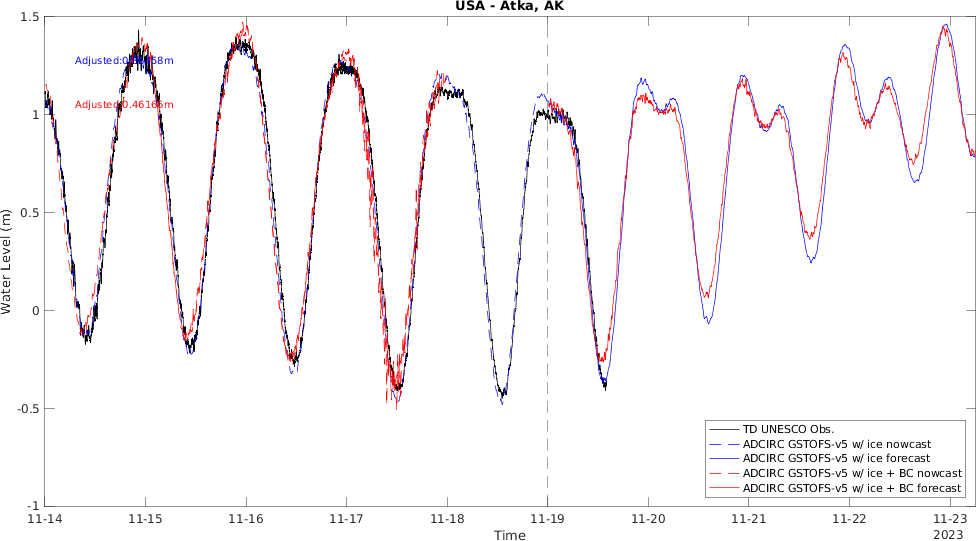 USA - Atka, AK
1.5
Adjusted:
Adjusted:0.46165m
1
0.5
0
-0.5
-1
Water Level (m)
TD UNESCO Obs.
ADCIRC GSTOFS-v5 w/ ice nowcast
ADCIRC GSTOFS-v5 w/ ice forecast
ADCIRC GSTOFS-v5 w/ ice + BC nowcast
ADCIRC GSTOFS-v5 w/ ice + BC forecast
11-14 11-15 11-16 11-17 11-18 11-19 11-20 11-21 11-22 11-23
Time
2023